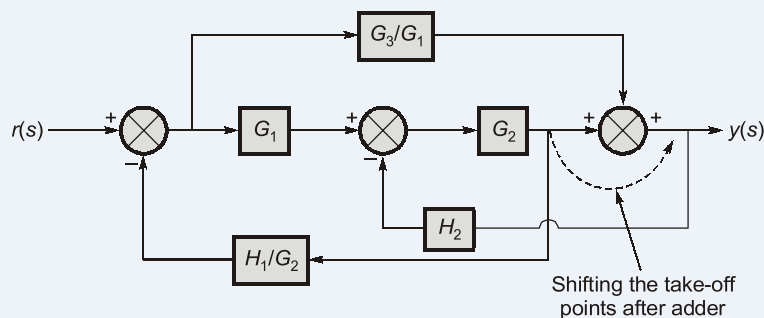 G3/G1
r(s)
+
G1
+
G2
+
+
y(s)
−
−
H2
H1/G2
Shifting the take-off
points after adder